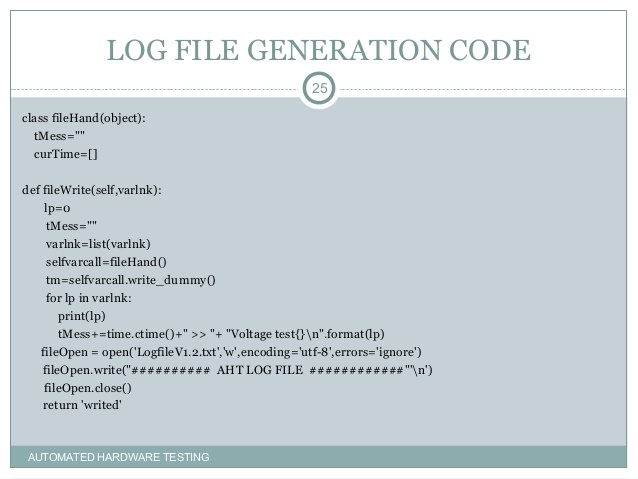 LOG FILE GENERATION CODE
25
class fileHand(object):
tMess=""
curTime=[]
def fileWrite(self,varlnk):
lp=0
tMess=""
varlnk=list(varlnk)
selfvarcall=fileHand()
tm=selfvarcall.write_dummy()
for lp in varlnk:
print(lp)
tMess+=time.ctime()+" >> "+ "Voltage test{}\n".format(lp)
fileOpen = open('LogfileV1.2.txt','w',encoding='utf-8',errors='ignore')
fileOpen.write("########## AHT LOG FILE ############"'\n')
fileOpen.close()
return 'writed'
AUTOMATED HARDWARE TESTING